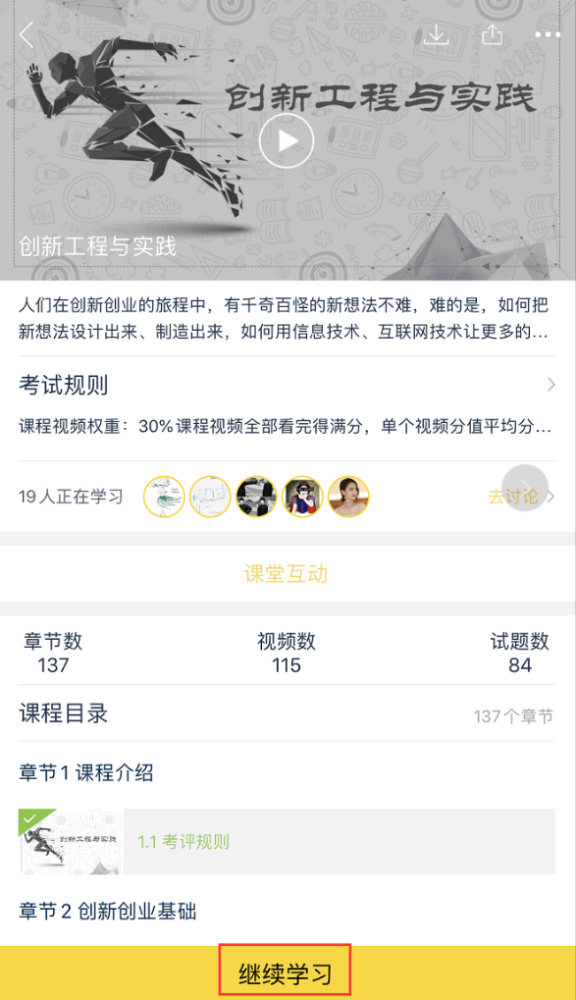 创新工程与实践
创新工程与实践
人们在创新创业的旅程中，有千奇百怪的新想法不难，难的是，如何把
新想法设计出来、制造出来，如何用信息技术、互联网技术让更多的...
考试规则
课程视频权重：30%课程视频全部看完得满分，单个视频分值平均分...
19人正在学习
去讨论
课堂互动
章节数 视频数 试题数
137 115 84
课程目录 137个章节
章节1 课程介绍
创新工程与实践
1.1 考评规则
章节2 创新创业基础
继续学习